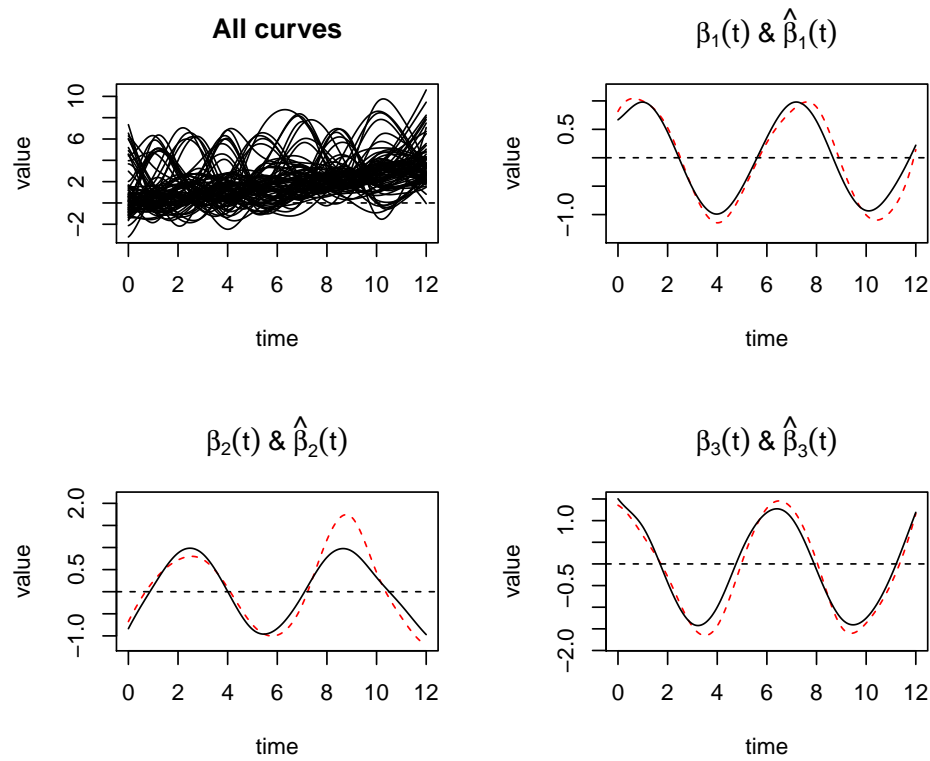 All curves
value
10
6
2
−2
0 2 4 6 8 10 12
time
β₁(t) & β̂₁(t)
value
0.5
−1.0
0 2 4 6 8 10 12
time
β₂(t) & β̂₂(t)
value
2.0
0.5
−1.0
0 2 4 6 8 10 12
time
β₃(t) & β̂₃(t)
value
1.0
−0.5
−2.0
0 2 4 6 8 10 12
time